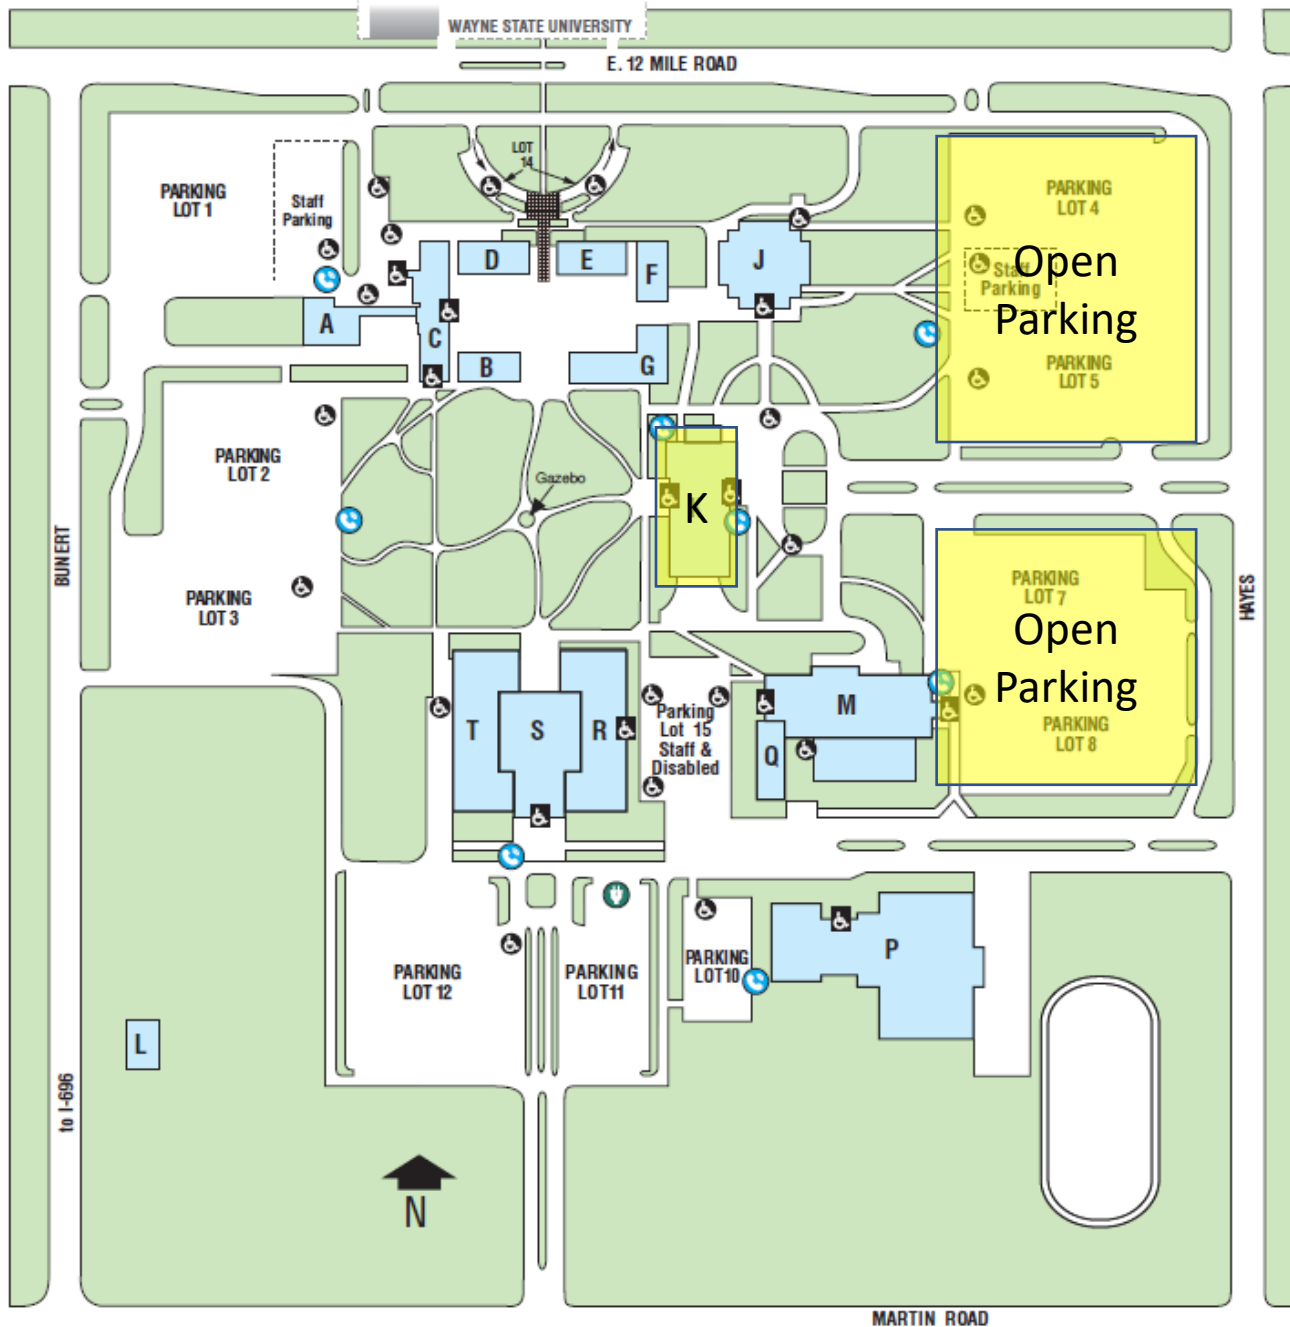 WAYNE STATE UNIVERSITY
E. 12 MILE ROAD
LOT
14
PARKING
LOT 1
Staff
Parking
PARKING
LOT 4
Open
Parking
Staff
Parking
PARKING
LOT 5
D
E
F
J
A
C
B
G
PARKING
LOT 2
Gazebo
K
BUNERT
PARKING
LOT 3
PARKING
LOT 7
Open
Parking
HAYES
PARKING
LOT 8
T
S
R
Parking
Lot 15
Staff &
Disabled
M
Q
PARKING
LOT 12
PARKING
LOT11
PARKING
LOT10
P
L
to I-696
N
MARTIN ROAD